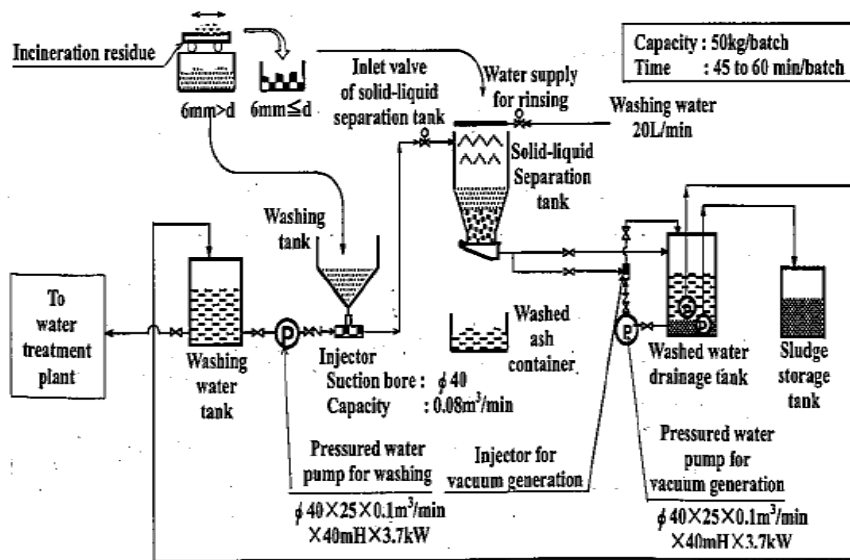 Incineration residue
6mm>d
6mm≦d
Inlet valve
of solid-liquid
separation tank
Water supply
for rinsing
Capacity : 50kg/batch
Time : 45 to 60 min/batch
Washing water
20L/min
Solid-liquid
Separation
tank
Washing
tank
To
water
treatment
plant
Washing
water
tank
P
Injector
Suction bore : φ40
Capacity : 0.08m³/min
Washed
ash
container
P
P
P
Washed water
drainage tank
Sludge
storage
tank
Pressured water
pump for washing
φ40×25×0.1m³/min
×40mH×3.7kW
Injector for
vacuum generation
Pressured water
pump for
vacuum generation
φ40×25×0.1m³/min
×40mH×3.7kW